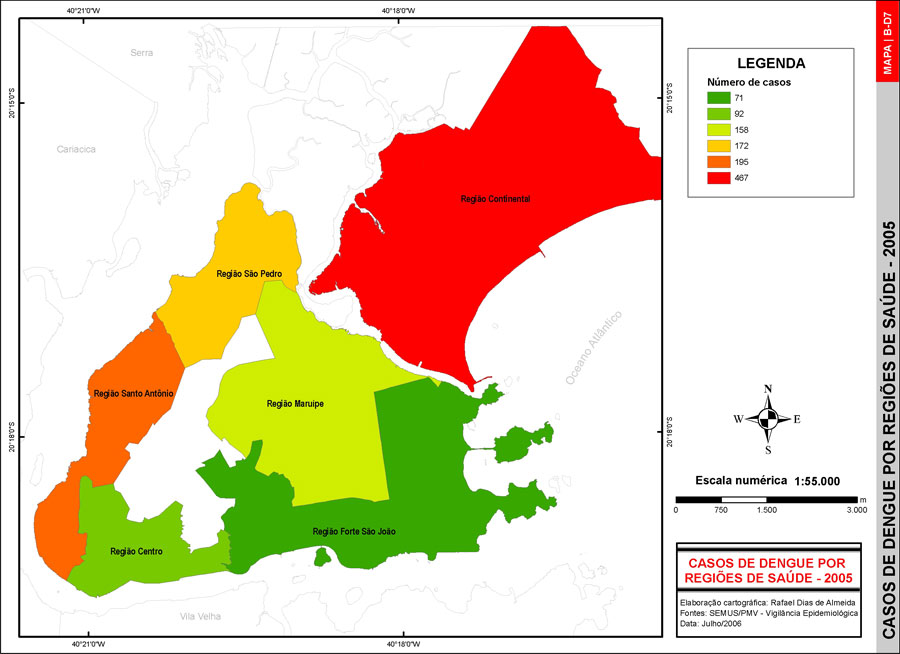 40°21'0"W
40°18'0"W
MAPA | B-D7
Serra
Cariacica
20°15'0"S
20°15'0"S
LEGENDA
Número de casos
71
92
158
172
195
467
Região Continental
Região São Pedro
Oceano Atlântico
Região Santo Antônio
Região Maruípe
N
W
E
S
20°18'0"S
20°18'0"S
Escala numérica 1:55.000
m
0 750 1.500 3.000
Região Forte São João
Região Centro
CASOS DE DENGUE POR
REGIÕES DE SAÚDE - 2005
Elaboração cartográfica: Rafael Dias de Almeida
Fontes: SEMUS/PMV - Vigilância Epidemiológica
Data: Julho/2006
Vila Velha
40°21'0"W
40°18'0"W
CASOS DE DENGUE POR REGIÕES DE SAÚDE - 2005